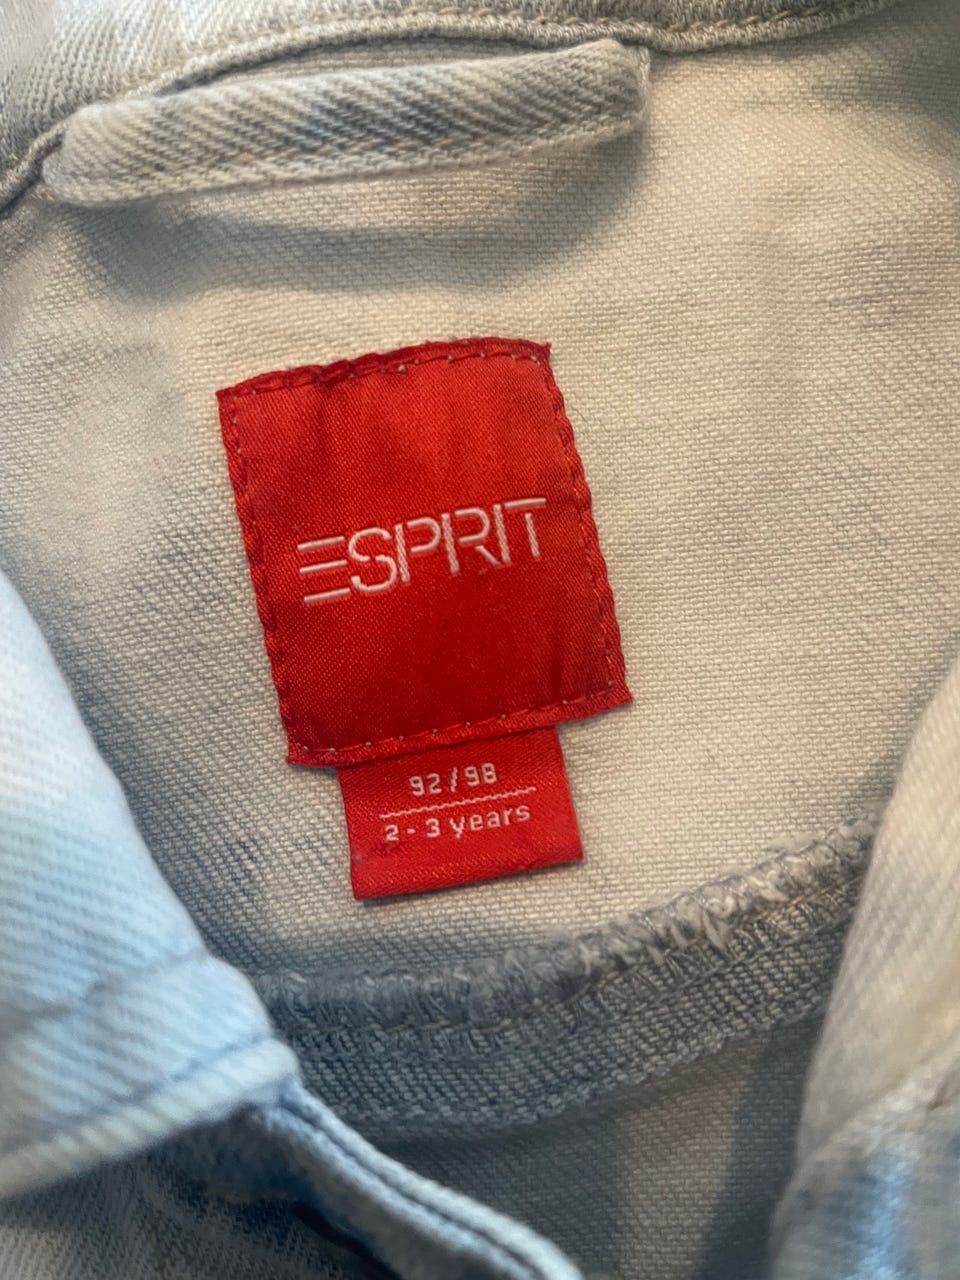 ESPRIT
92/98
2 - 3 years